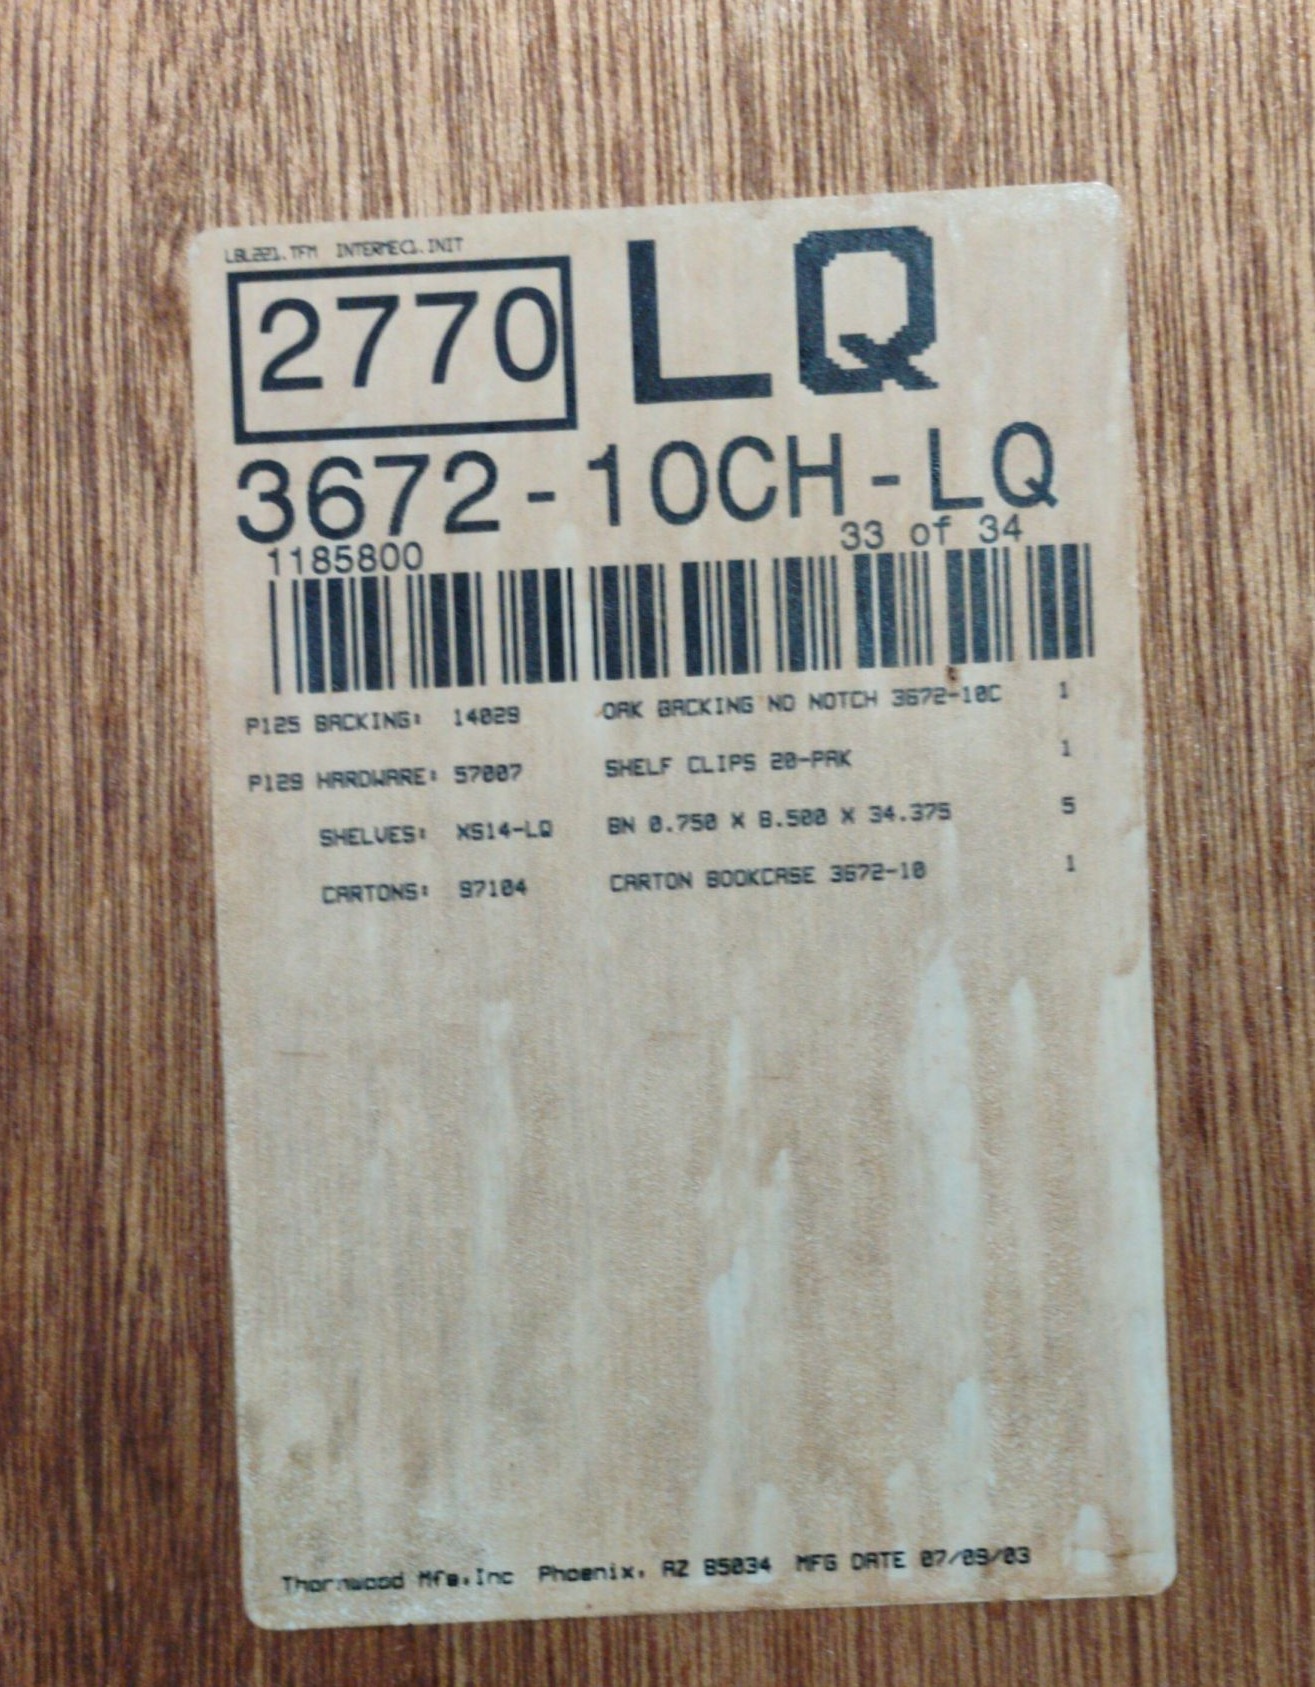 LBL221.TFM INTERMEC1.INIT
2770 LQ
3672-10CH-LQ
1185800 33 of 34
P125 BACKING: 14029 OAK BACKING NO NOTCH 3672-10C 1
P129 HARDWARE: 57007 SHELF CLIPS 20-PAK 1
SHELVES: XS14-LQ BN 0.750 X 8.500 X 34.375 5
CARTONS: 97104 CARTON BOOKCASE 3672-10 1
Thornwood Mfg.Inc Phoenix, AZ 85034 MFG DATE 07/09/03